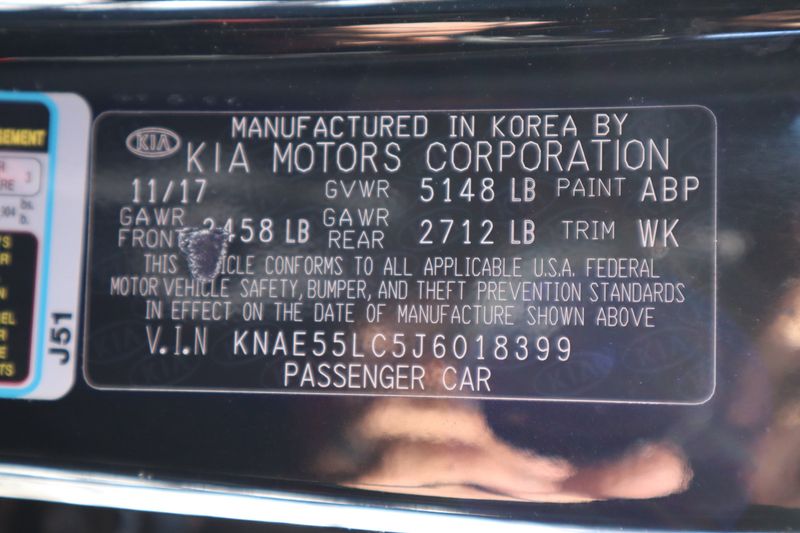 KIA
MANUFACTURED IN KOREA BY
KIA MOTORS CORPORATION
11/17 GVWR 5148 LB PAINT ABP
GAWR FRONT 458 LB GAWR REAR 2712 LB TRIM WK
THIS CLE CONFORMS TO ALL APPLICABLE U.S.A. FEDERAL
MOTOR VEHICLE SAFETY, BUMPER, AND THEFT PREVENTION STANDARDS
IN EFFECT ON THE DATE OF MANUFACTURE SHOWN ABOVE
V.I.N KNAE55LC5J6018399
PASSENGER CAR
J51